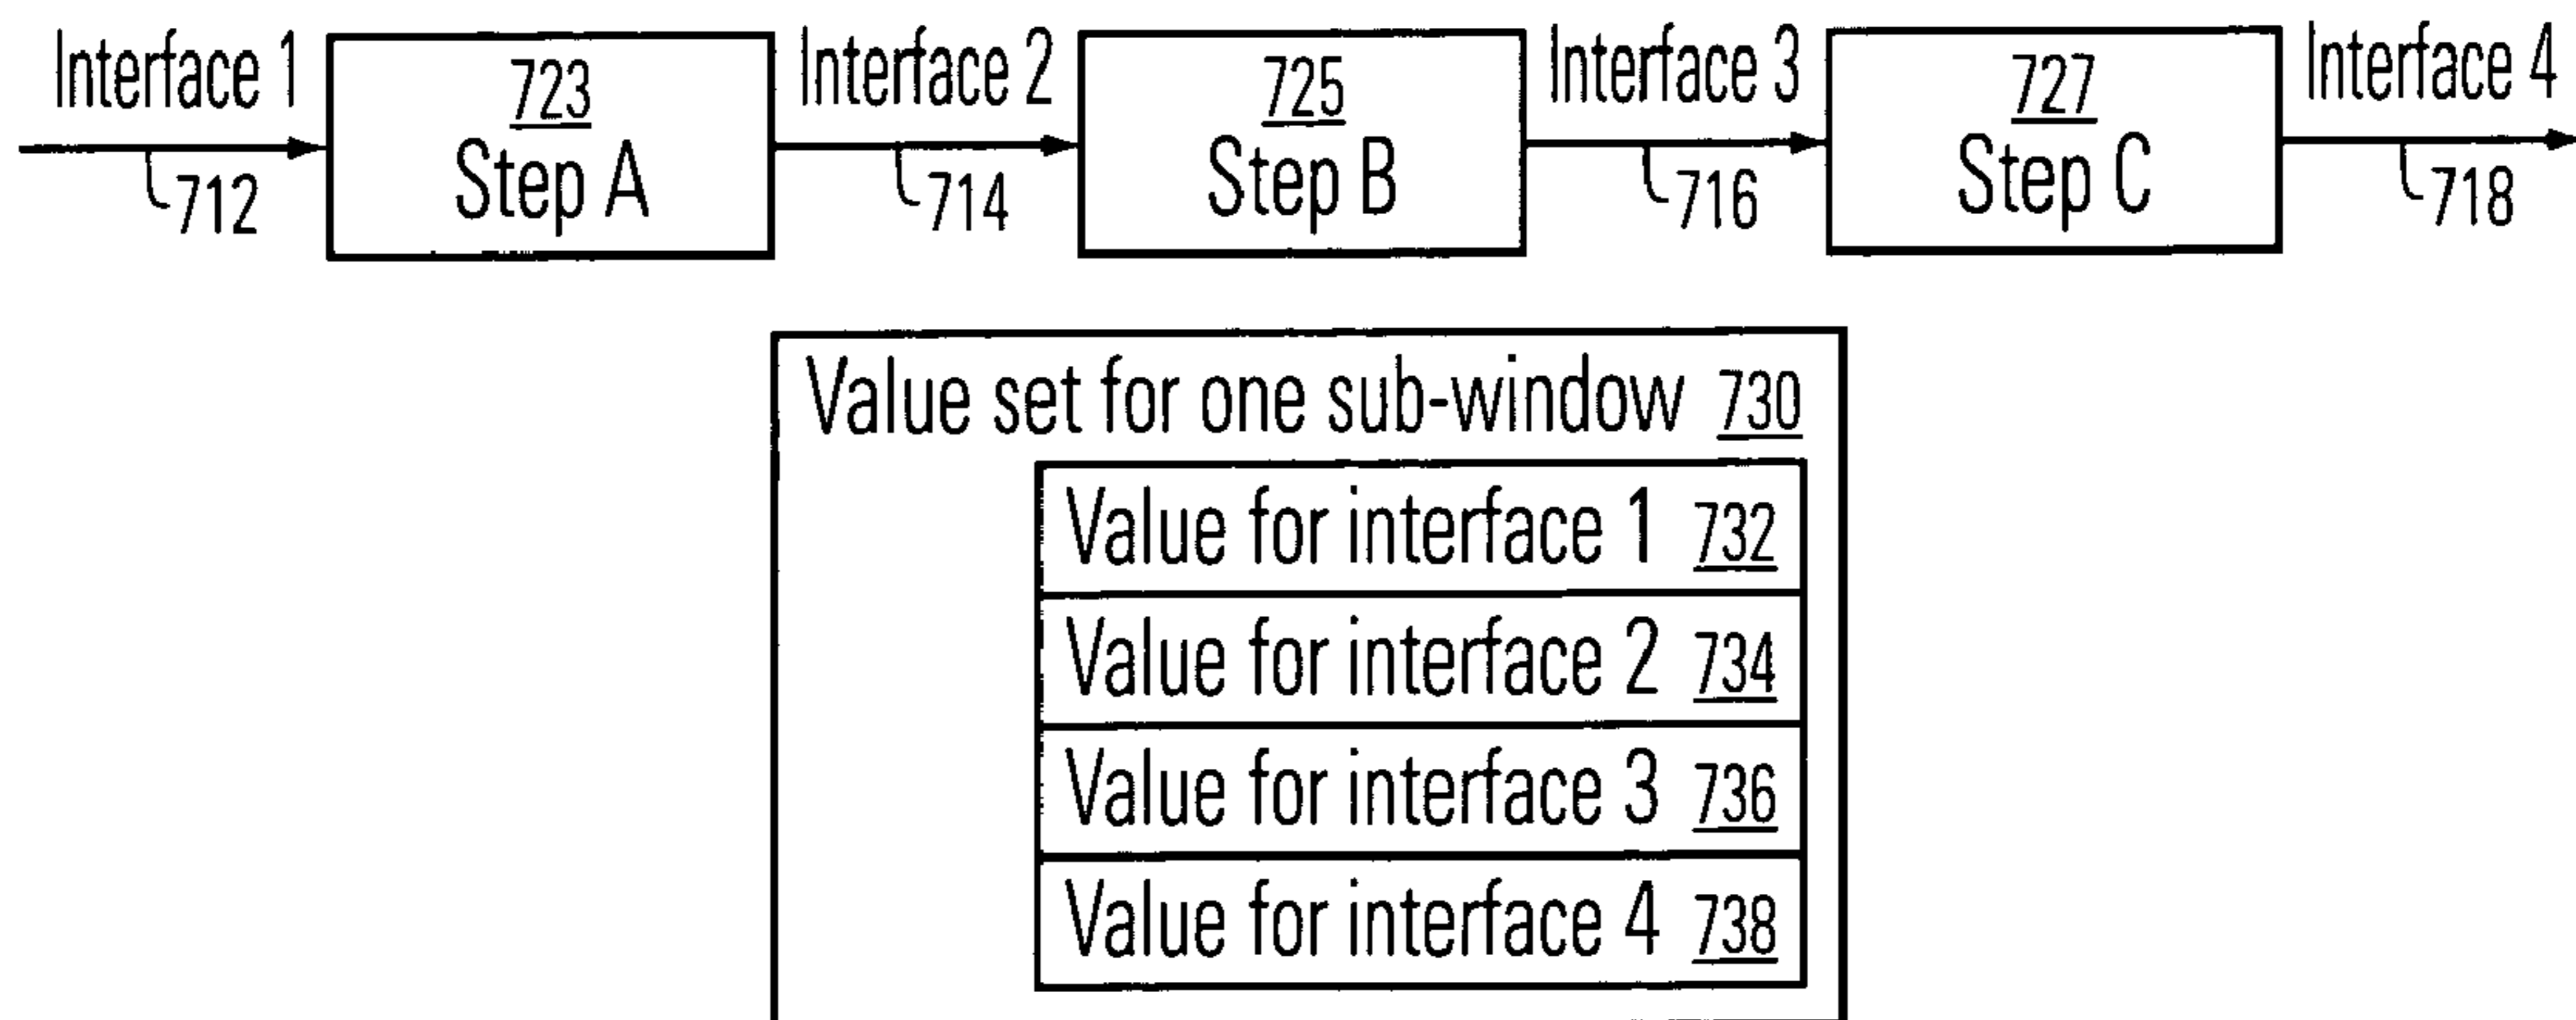 Interface 1
723
Step A
712
Interface 2
714
725
Step B
Interface 3
716
727
Step C
Interface 4
718
Value set for one sub-window 730
Value for interface 1 732
Value for interface 2 734
Value for interface 3 736
Value for interface 4 738